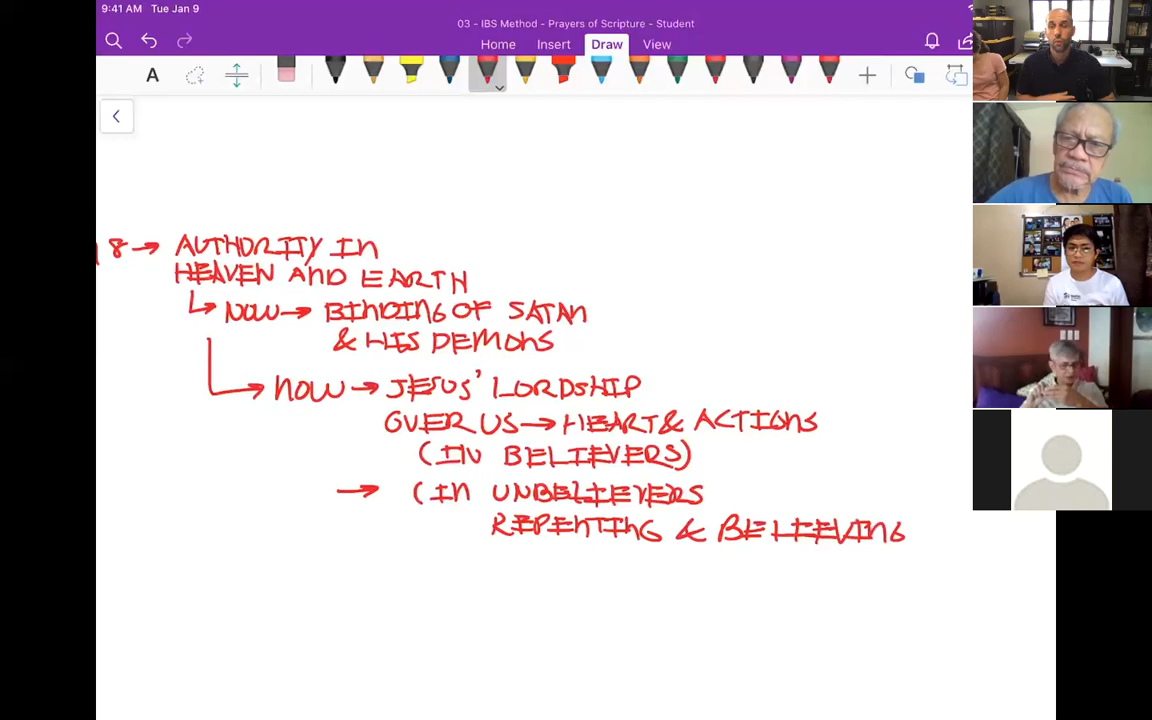 9:41 AM Tue Jan 9
03 - IBS Method - Prayers of Scripture - Student
Home Insert Draw View
A
18 → AUTHORITY IN
HEAVEN AND EARTH
↳ NOW → BINDING OF SATAN
& HIS DEMONS
↳ NOW → JESUS' LORDSHIP
OVER US → HEART & ACTIONS
(IN BELIEVERS)
→ (IN UNBELIEVERS
REPENTING & BELIEVING